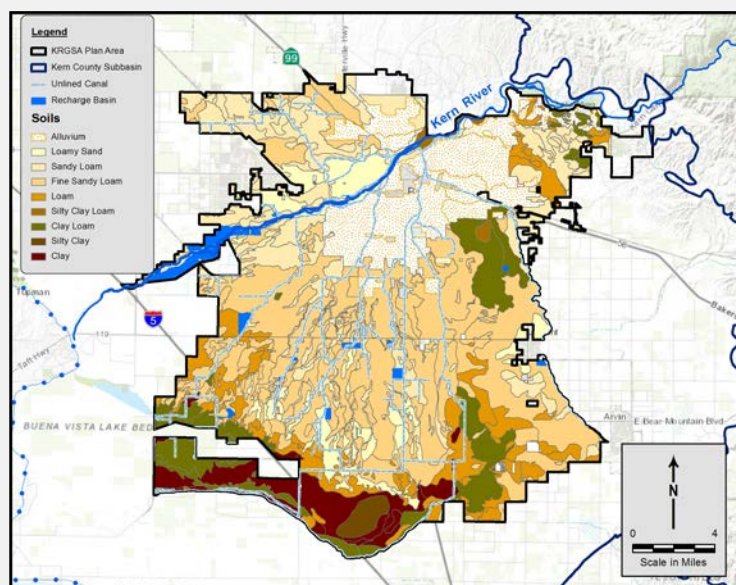 Legend
KRGSA Plan Area
Kern County Subbasin
Unlined Canal
Recharge Basin
Soils
Alluvium
Loamy Sand
Sandy Loam
Fine Sandy Loam
Loam
Silty Clay Loam
Clay Loam
Silty Clay
Clay
99
Kern River
58
5
119
Taft Hwy
BUENA VISTA LAKE BED
Arvin
E Bear Mountain Blvd
N
0
4
Scale in Miles